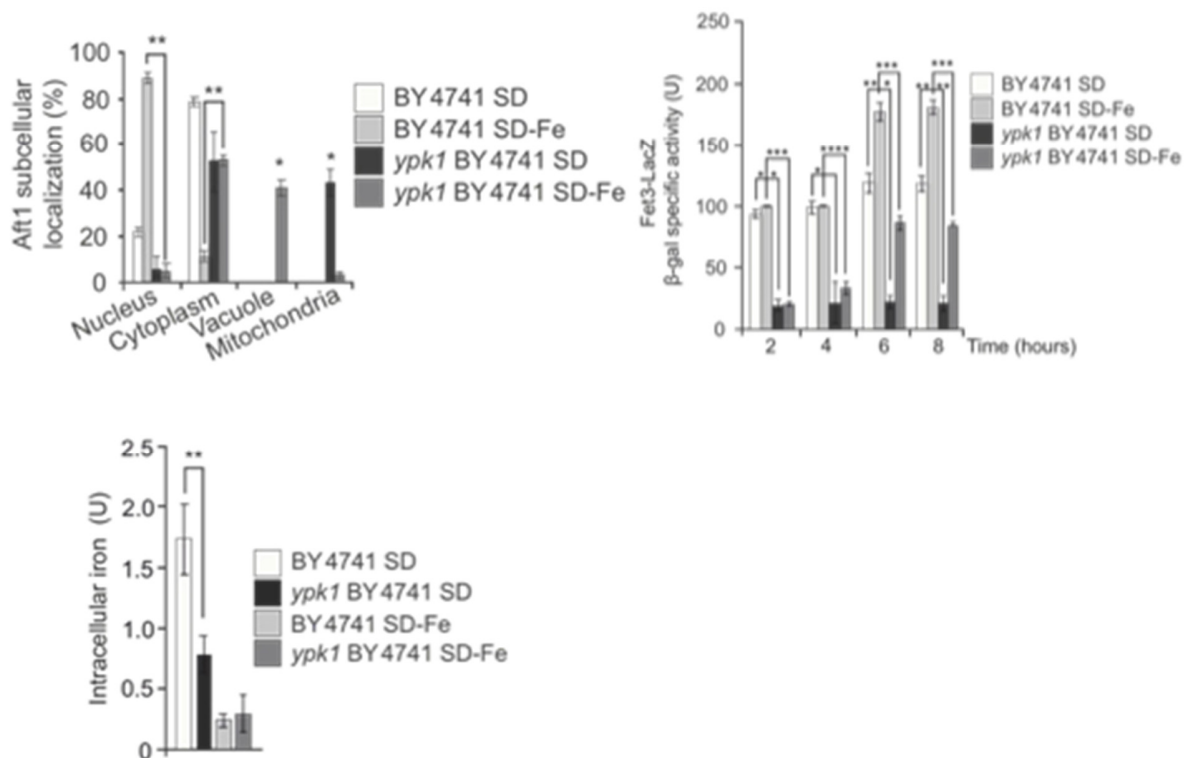 Aft1 subcellular
localization (%)
100
80
60
40
20
0
**
**
*
*
Nucleus
Cytoplasm
Vacuole
Mitochondria
BY4741 SD
BY4741 SD-Fe
ypk1 BY4741 SD
ypk1 BY4741 SD-Fe
Fet3-LacZ
β-gal specific activity (U)
250
200
150
100
50
0
***
**
****
*
***
** *
***
** **
2
4
6
8
Time (hours)
BY4741 SD
BY4741 SD-Fe
ypk1 BY4741 SD
ypk1 BY4741 SD-Fe
Intracellular iron (U)
2.5
2.0
1.5
1.0
0.5
0
**
BY4741 SD
ypk1 BY4741 SD
BY4741 SD-Fe
ypk1 BY4741 SD-Fe